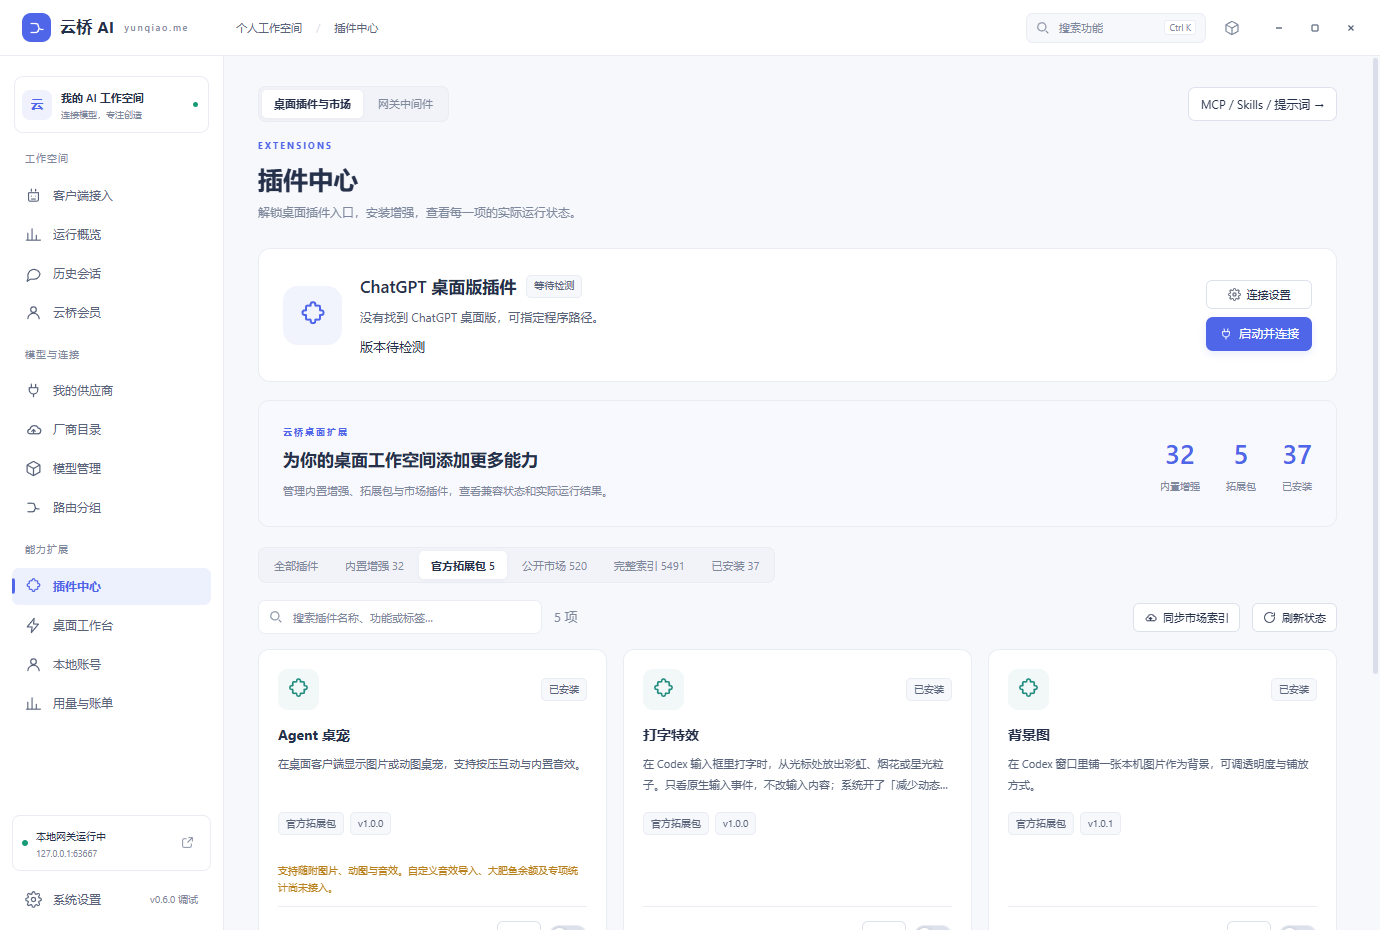 云桥 AI yunqiao.me
个人工作空间 / 插件中心
搜索功能 Ctrl K
我的 AI 工作空间
连接模型，专注创造
工作空间
客户端接入
运行概览
历史会话
云桥会员
模型与连接
我的供应商
厂商目录
模型管理
路由分组
能力扩展
插件中心
桌面工作台
本地账号
用量与账单
本地网关运行中
127.0.0.1:63667
系统设置 v0.6.0 调试
桌面插件与市场 网关中间件
MCP / Skills / 提示词 →
EXTENSIONS
插件中心
解锁桌面插件入口，安装增强，查看每一项的实际运行状态。
ChatGPT 桌面版插件 等待检测
没有找到 ChatGPT 桌面版，可指定程序路径。
版本待检测
连接设置
启动并连接
云桥桌面扩展
为你的桌面工作空间添加更多能力
管理内置增强、拓展包与市场插件，查看兼容状态和实际运行结果。
32 5 37
内置增强 拓展包 已安装
全部插件 内置增强 32 官方拓展包 5 公开市场 520 完整索引 5491 已安装 37
搜索插件名称、功能或标签... 5 项
同步市场索引 刷新状态
已安装
Agent 桌宠
在桌面客户端显示图片或动图桌宠，支持按压互动与内置音效。
官方拓展包 v1.0.0
支持随附图片、动图与音效。自定义音效导入、大肥鱼余额及专项统
计尚未接入。
已安装
打字特效
在 Codex 输入框里打字时，从光标处放出彩虹、烟花或星光粒
子。只看原生输入事件，不改输入内容；系统开了「减少动态...
官方拓展包 v1.0.0
已安装
背景图
在 Codex 窗口里铺一张本机图片作为背景，可调透明度与铺放
方式。
官方拓展包 v1.0.1